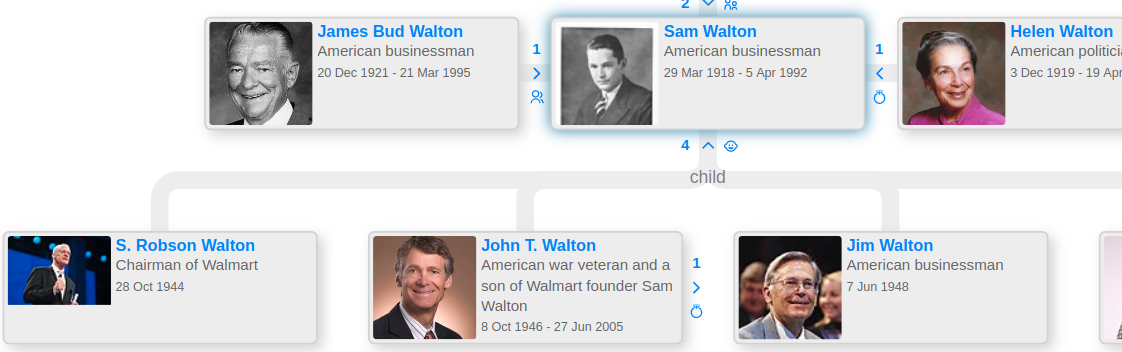 2
James Bud Walton
American businessman
20 Dec 1921 - 21 Mar 1995
1
Sam Walton
American businessman
29 Mar 1918 - 5 Apr 1992
1
Helen Walton
American politici
3 Dec 1919 - 19 Apr
4
child
S. Robson Walton
Chairman of Walmart
28 Oct 1944
John T. Walton
American war veteran and a
son of Walmart founder Sam
Walton
8 Oct 1946 - 27 Jun 2005
1
Jim Walton
American businessman
7 Jun 1948